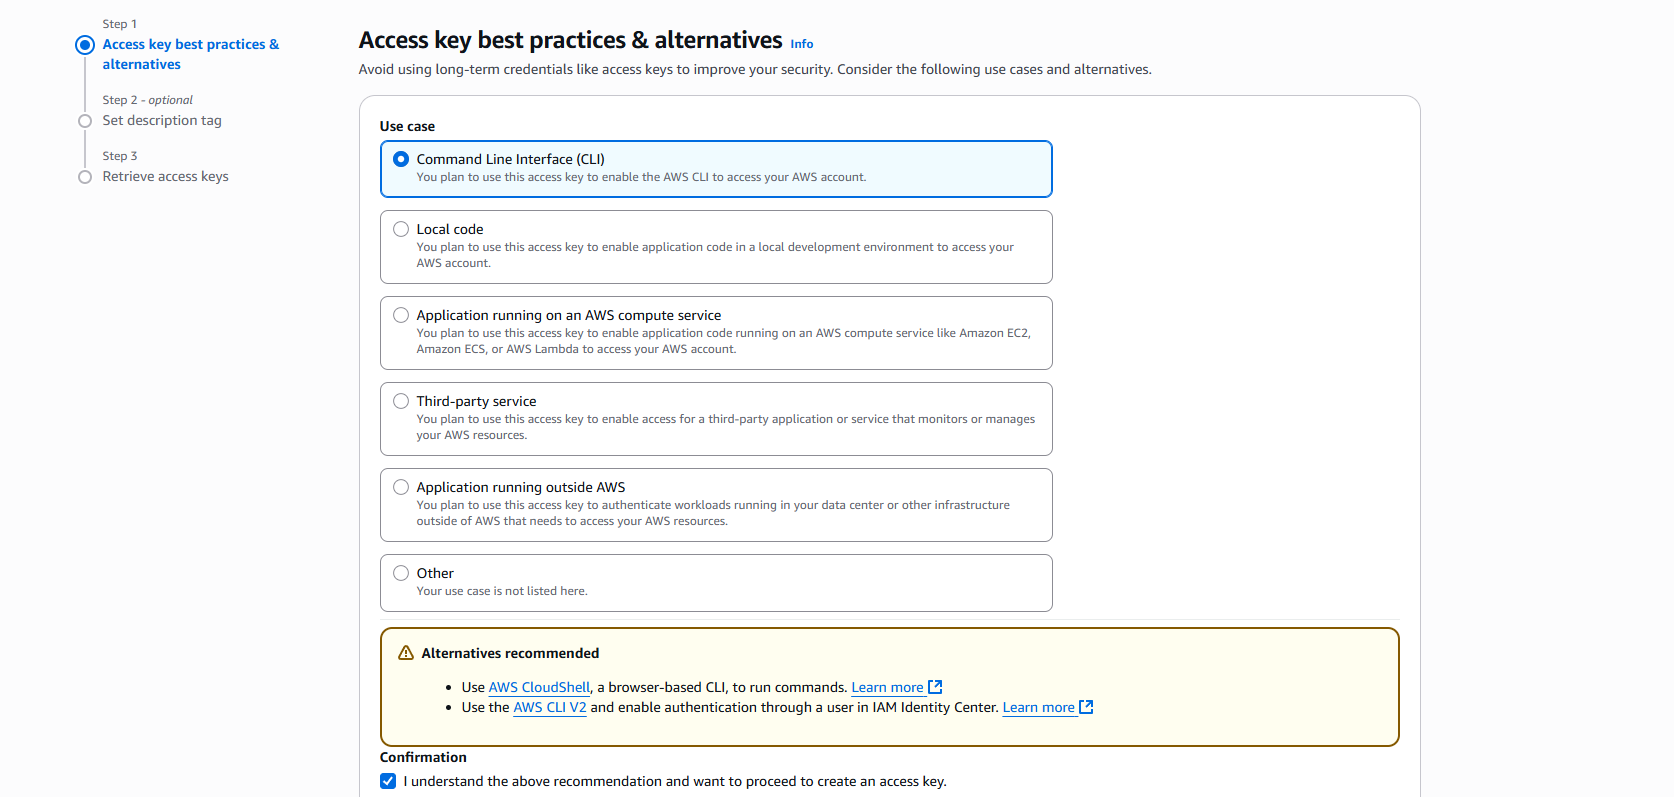 Step 1
Access key best practices &
alternatives
Step 2 - optional
Set description tag
Step 3
Retrieve access keys
Access key best practices & alternatives Info
Avoid using long-term credentials like access keys to improve your security. Consider the following use cases and alternatives.
Use case
Command Line Interface (CLI)
You plan to use this access key to enable the AWS CLI to access your AWS account.
Local code
You plan to use this access key to enable application code in a local development environment to access your
AWS account.
Application running on an AWS compute service
You plan to use this access key to enable application code running on an AWS compute service like Amazon EC2,
Amazon ECS, or AWS Lambda to access your AWS account.
Third-party service
You plan to use this access key to enable access for a third-party application or service that monitors or manages
your AWS resources.
Application running outside AWS
You plan to use this access key to authenticate workloads running in your data center or other infrastructure
outside of AWS that needs to access your AWS resources.
Other
Your use case is not listed here.
Alternatives recommended
• Use AWS CloudShell, a browser-based CLI, to run commands. Learn more
• Use the AWS CLI V2 and enable authentication through a user in IAM Identity Center. Learn more
Confirmation
I understand the above recommendation and want to proceed to create an access key.